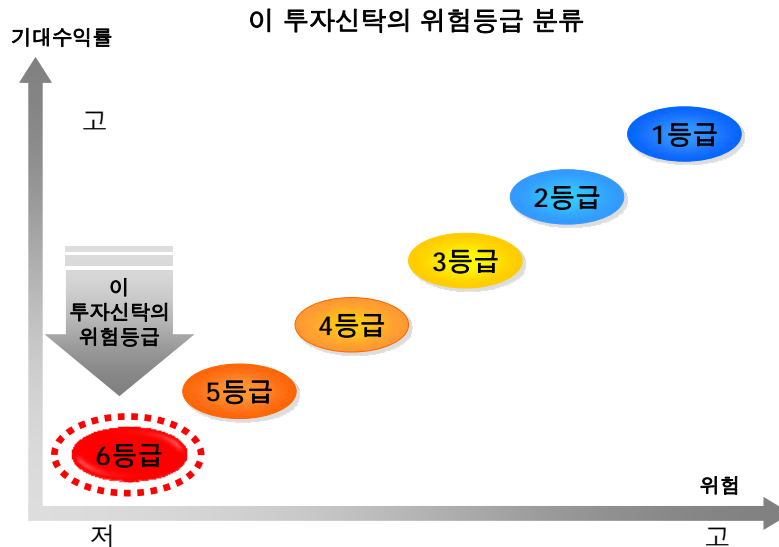 이 투자신탁의 위험등급 분류
기대수익률
고
1등급
2등급
3등급
이
투자신탁의
위험등급
4등급
5등급
6등급
위험
저
고